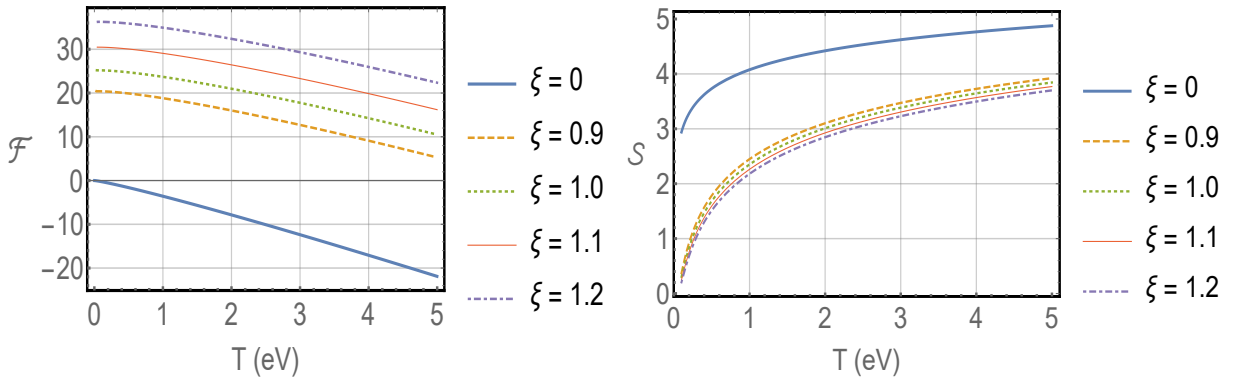 30
20
10
0
−10
−20
ℱ
0 1 2 3 4 5
T (eV)
ξ = 0
ξ = 0.9
ξ = 1.0
ξ = 1.1
ξ = 1.2
5
4
3
2
1
0
S
0 1 2 3 4 5
T (eV)
ξ = 0
ξ = 0.9
ξ = 1.0
ξ = 1.1
ξ = 1.2